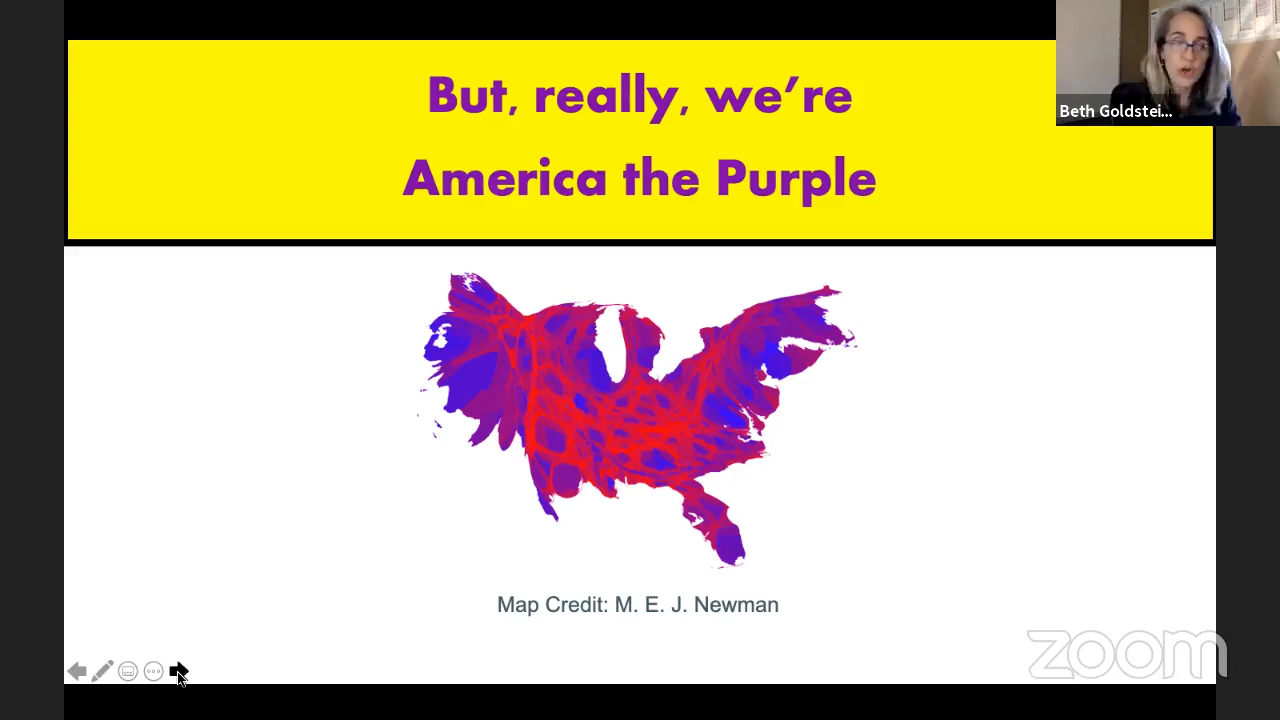 But, really, we're
America the Purple
Beth Goldstei...
Map Credit: M. E. J. Newman
zoom